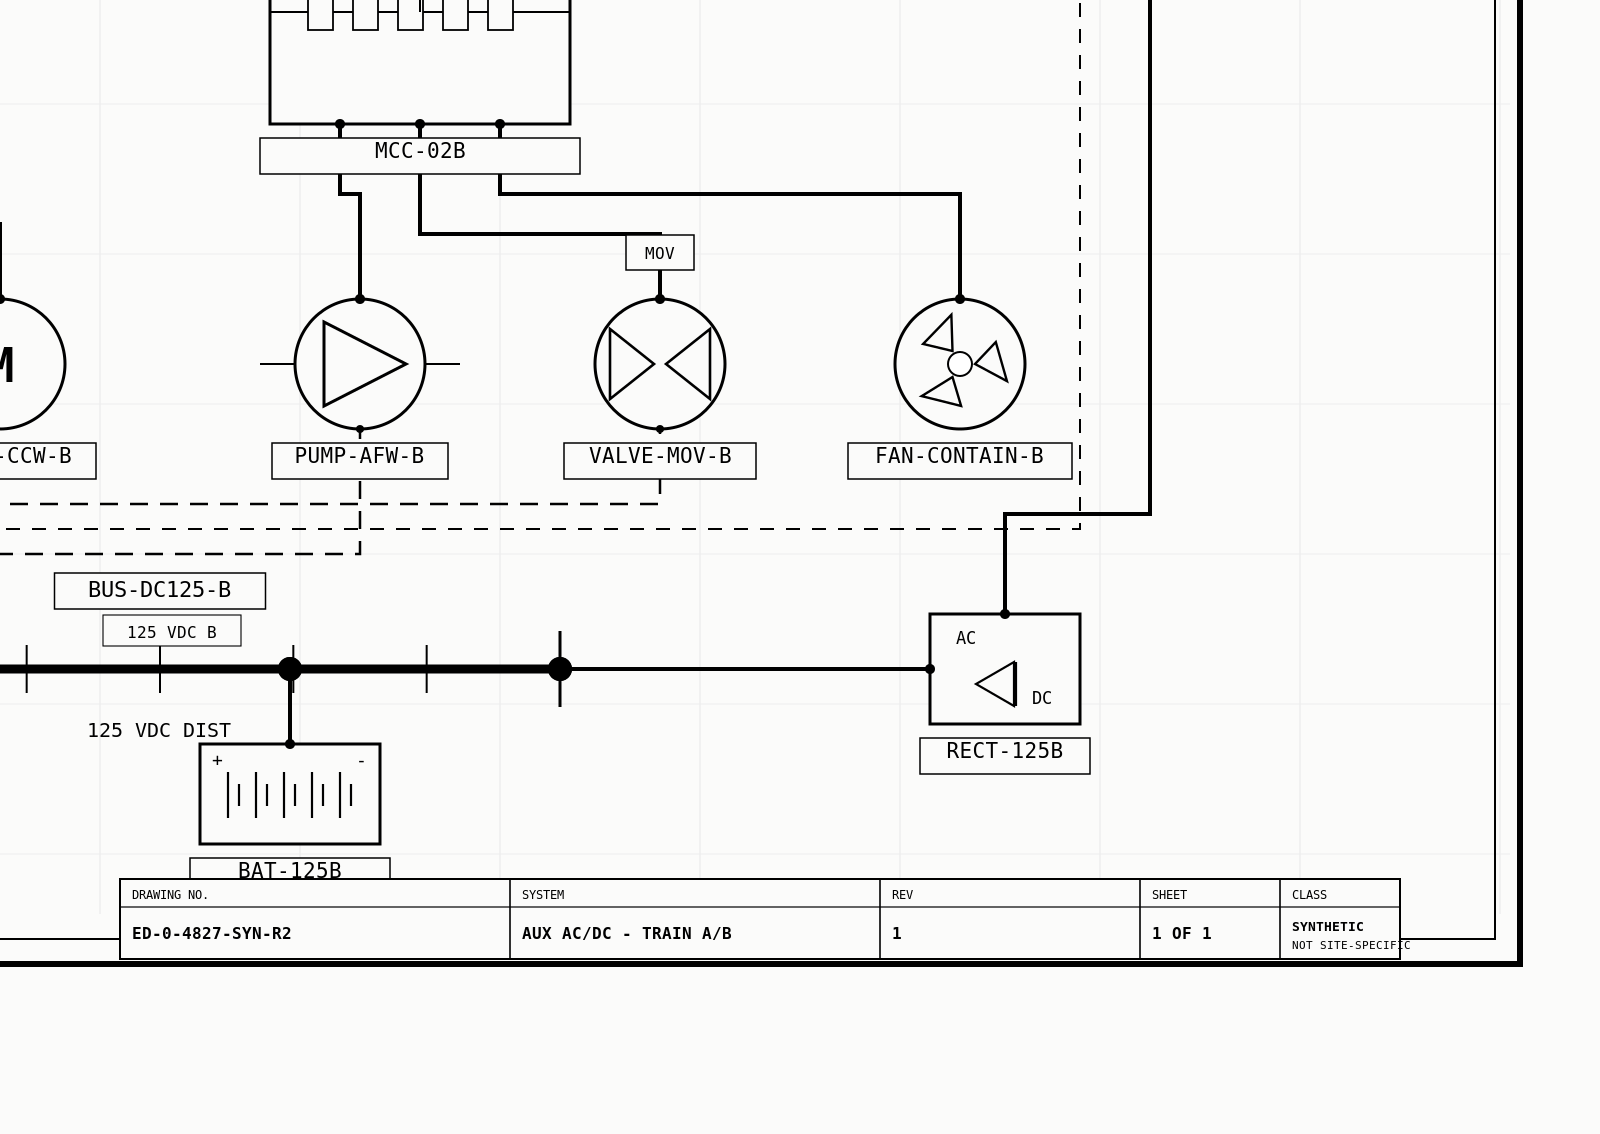 MCC-02B
MOV
M
-CCW-B
PUMP-AFW-B
VALVE-MOV-B
FAN-CONTAIN-B
BUS-DC125-B
125 VDC B
AC
DC
125 VDC DIST
+ -
RECT-125B
BAT-125B
DRAWING NO. SYSTEM REV SHEET CLASS
ED-0-4827-SYN-R2 AUX AC/DC - TRAIN A/B 1 1 OF 1 SYNTHETIC
NOT SITE-SPECIFIC